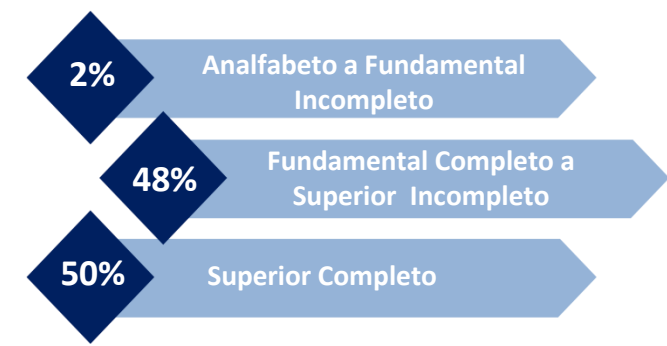 2%
Analfabeto a Fundamental
Incompleto
48%
Fundamental Completo a
Superior Incompleto
50%
Superior Completo